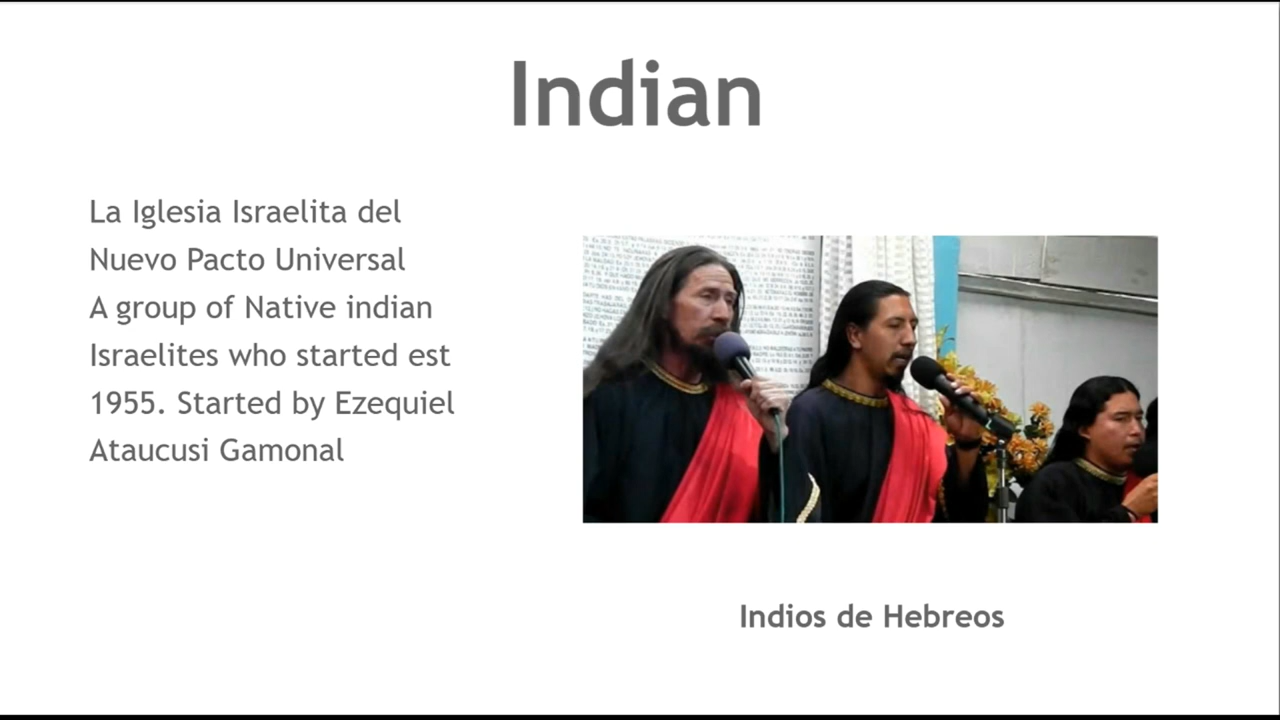 Indian
La Iglesia Israelita del
Nuevo Pacto Universal
A group of Native indian
Israelites who started est
1955. Started by Ezequiel
Ataucusi Gamonal
Indios de Hebreos